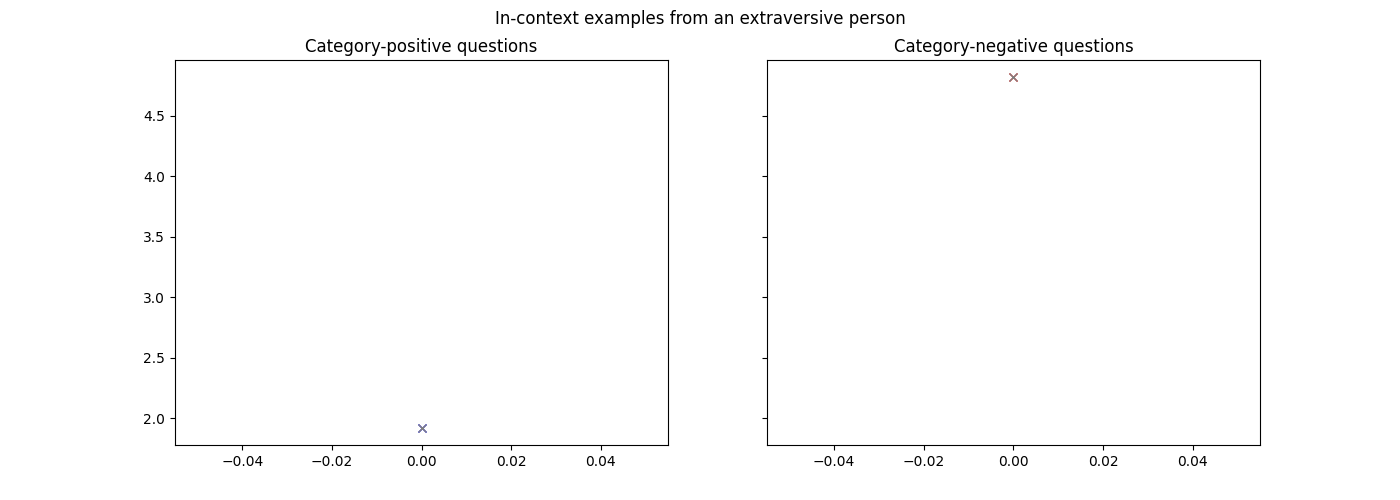 In-context examples from an extraversive person
Category-positive questions
Category-negative questions
4.5
4.0
3.5
3.0
2.5
2.0
−0.04 −0.02 0.00 0.02 0.04
−0.04 −0.02 0.00 0.02 0.04